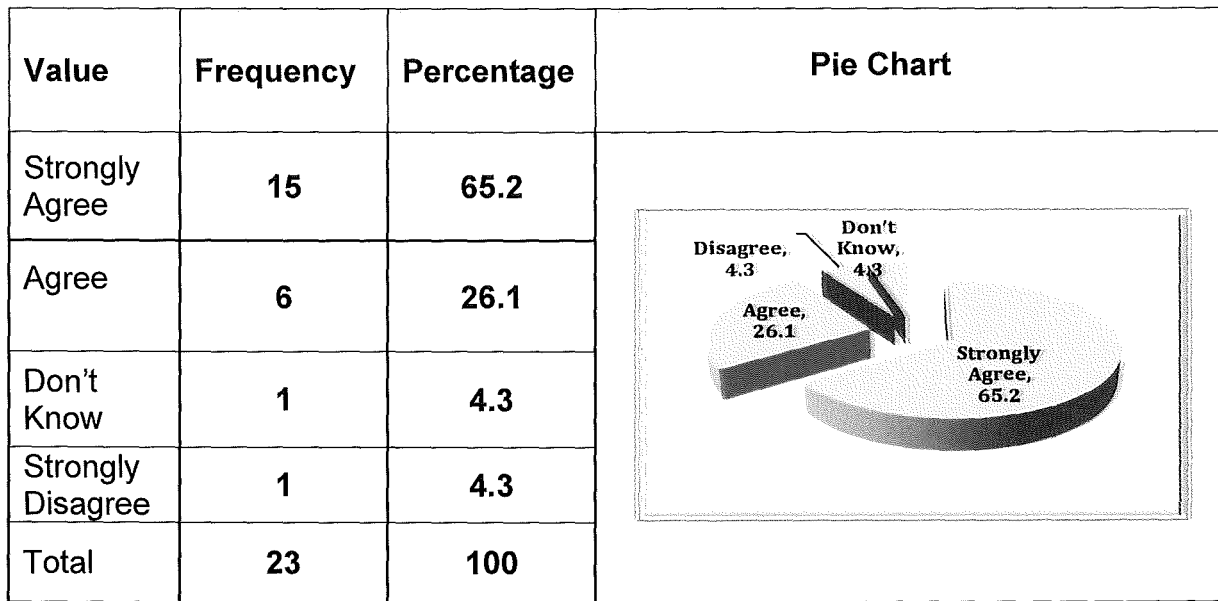 Value Frequency Percentage Pie Chart
Strongly
Agree
15 65.2
Agree
6 26.1
Don't
Know
1 4.3
Strongly
Disagree
1 4.3
Total 23 100
Disagree,
4.3
Don't
Know,
4.3
Agree,
26.1
Strongly
Agree,
65.2